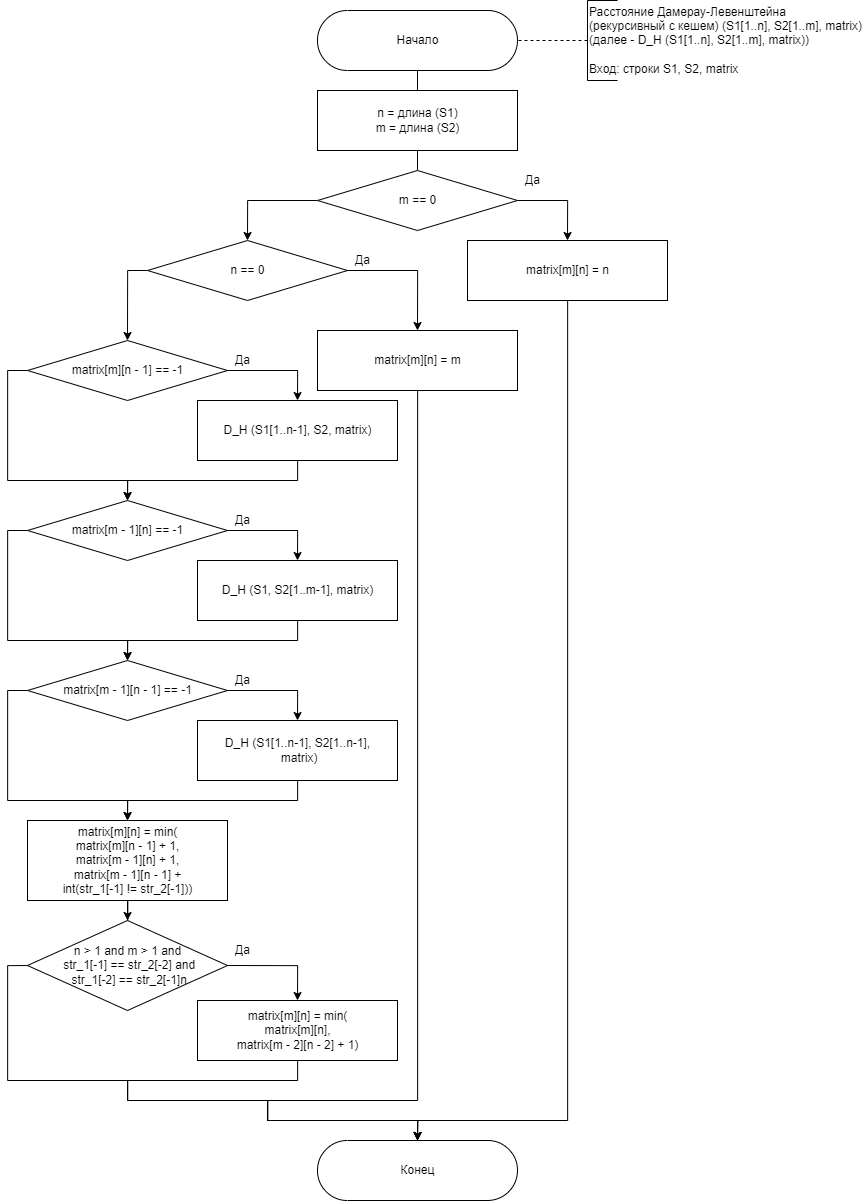 Начало
Расстояние Дамерау-Левенштейна
(рекурсивный с кешем) (S1[1..n], S2[1..m], matrix)
(далее - D_H (S1[1..n], S2[1..m], matrix))
Вход: строки S1, S2, matrix
n = длина (S1)
m = длина (S2)
m == 0
Да
matrix[m][n] = n
n == 0
Да
matrix[m][n] = m
matrix[m][n - 1] == -1
Да
D_H (S1[1..n-1], S2, matrix)
matrix[m - 1][n] == -1
Да
D_H (S1, S2[1..m-1], matrix)
matrix[m - 1][n - 1] == -1
Да
D_H (S1[1..n-1], S2[1..n-1],
matrix)
matrix[m][n] = min(
matrix[m][n - 1] + 1,
matrix[m - 1][n] + 1,
matrix[m - 1][n - 1] +
int(str_1[-1] != str_2[-1]))
n > 1 and m > 1 and
str_1[-1] == str_2[-2] and
str_1[-2] == str_2[-1]n
Да
matrix[m][n] = min(
matrix[m][n],
matrix[m - 2][n - 2] + 1)
Конец